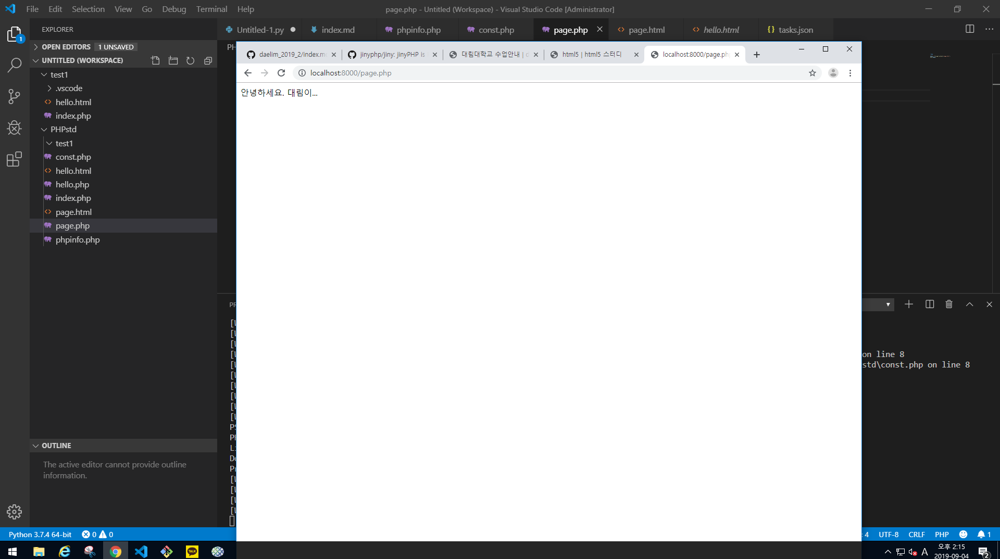 File Edit Selection View Go Debug Terminal Help
page.php - Untitled (Workspace) - Visual Studio Code [Administrator]
EXPLORER
Untitled-1.py
index.md
phpinfo.php
const.php
page.php
page.html
hello.html
tasks.json
OPEN EDITORS 1 UNSAVED
UNTITLED (WORKSPACE)
test1
.vscode
hello.html
index.php
PHPstd
test1
const.php
hello.html
hello.php
index.php
page.html
page.php
phpinfo.php
OUTLINE
The active editor cannot provide outline
information.
daelim_2019_2/index.m
jinyphp/jiny: jinyPHP is
대림대학교 수업안내 | d
html5 | html5 스터디
localhost:8000/page.ph
localhost:8000/page.php
안녕하세요. 대림이...
on line 8
std\const.php on line 8
Python 3.7.4 64-bit
0
0
: 4
UTF-8
CRLF
PHP
1
TALK
A
오후 2:15
2019-09-04
2